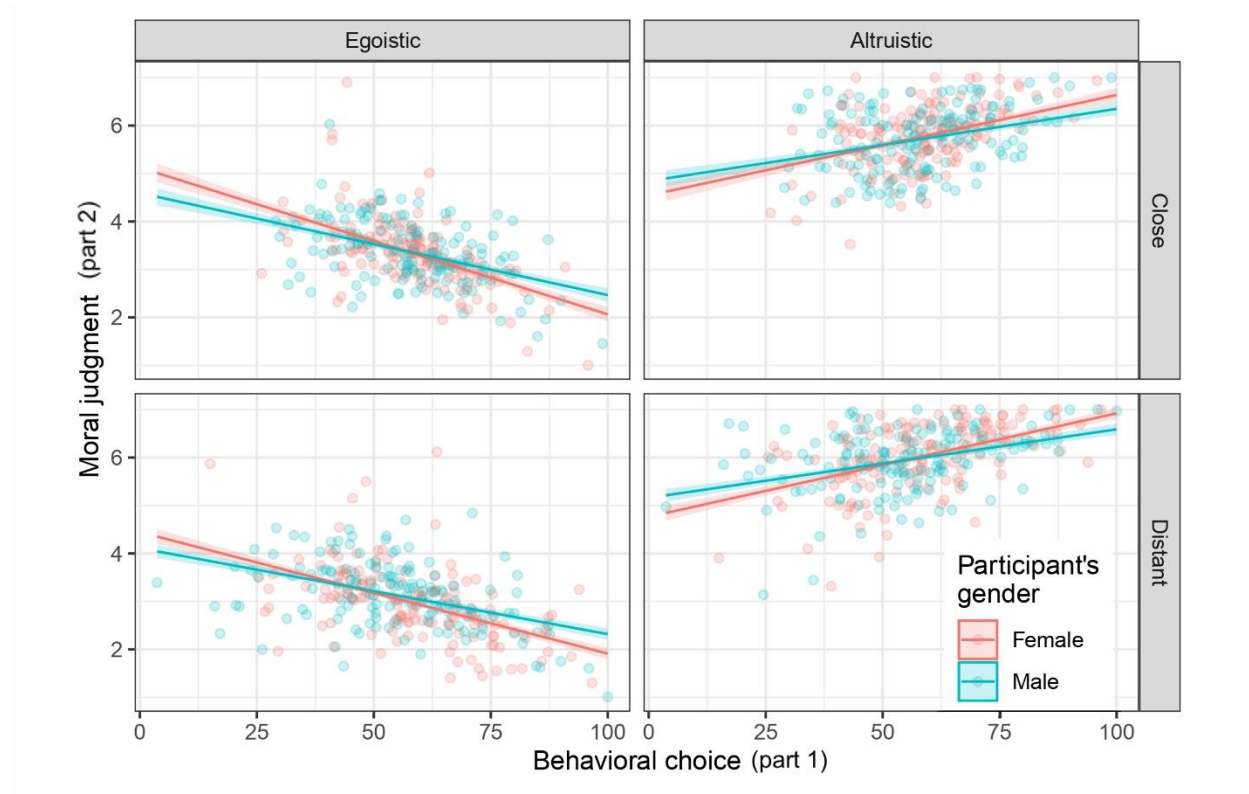 Egoistic
Altruistic
Moral judgment (part 2)
6
4
2
Close
6
4
2
Distant
Participant's
gender
Female
Male
0
25
50
75
100
0
25
50
75
100
Behavioral choice (part 1)